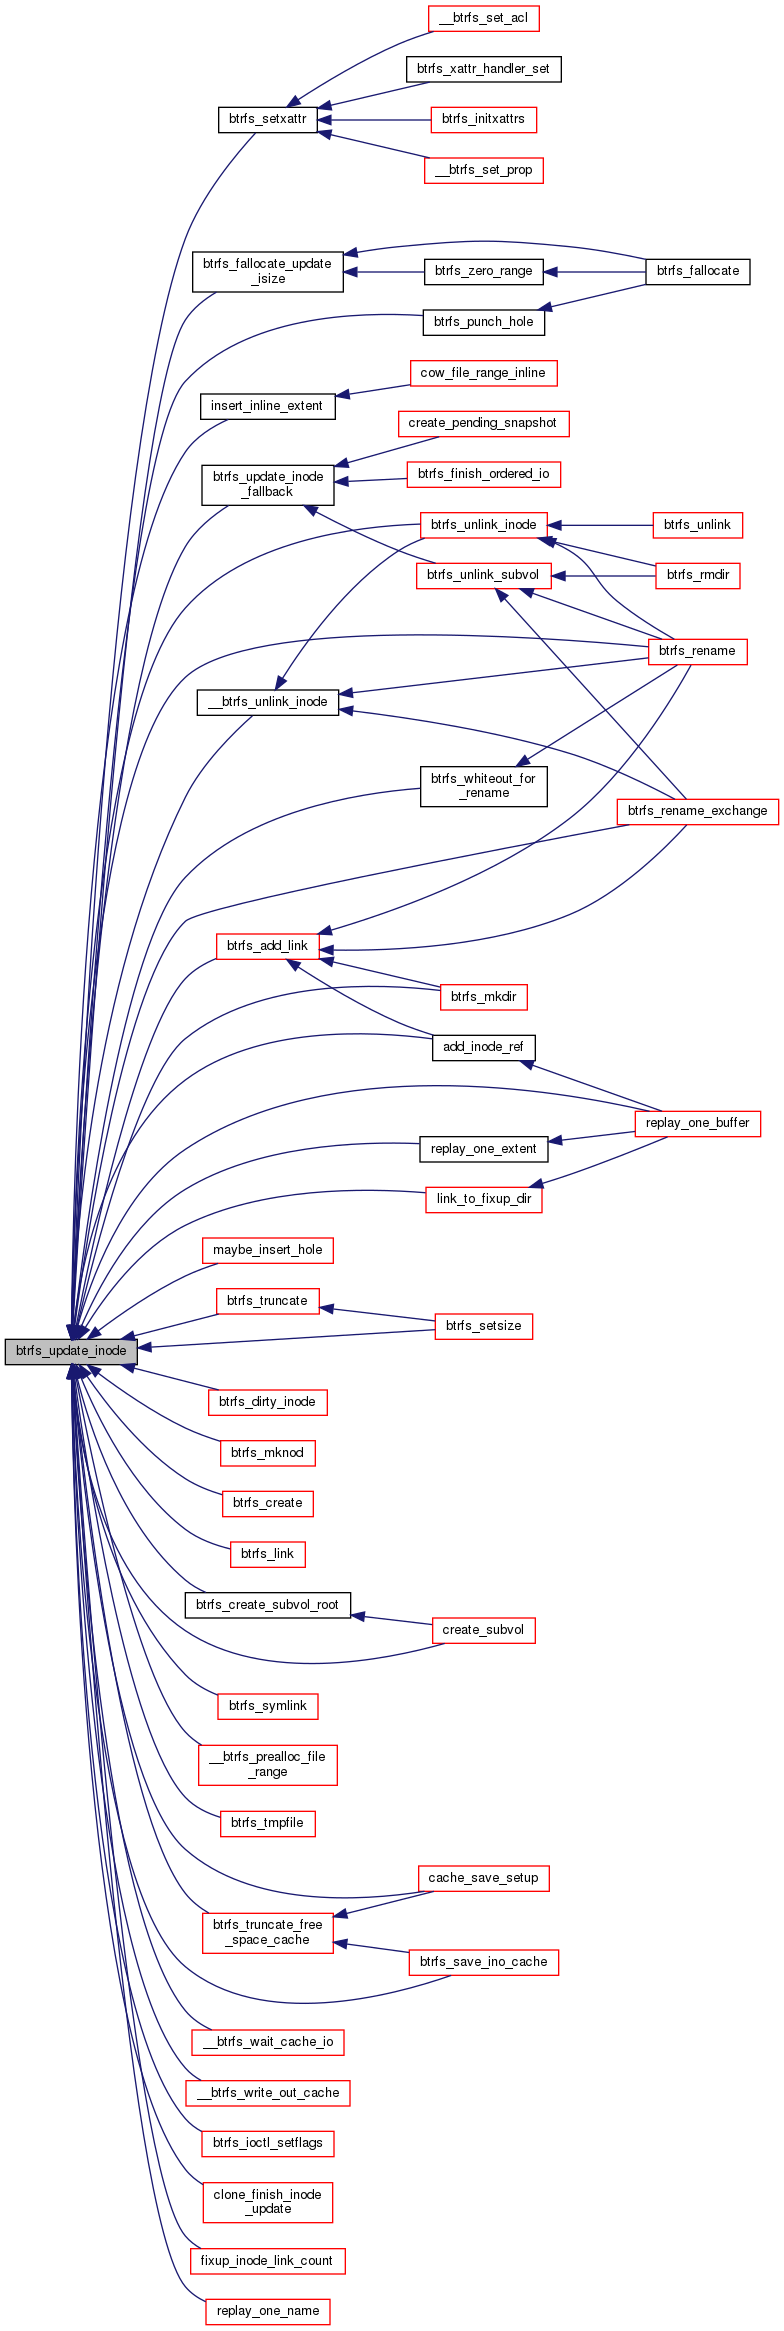 __btrfs_set_acl
btrfs_xattr_handler_set
btrfs_setxattr
btrfs_initxattrs
__btrfs_set_prop
btrfs_fallocate_update
_isize
btrfs_zero_range
btrfs_fallocate
btrfs_punch_hole
cow_file_range_inline
insert_inline_extent
create_pending_snapshot
btrfs_update_inode
_fallback
btrfs_finish_ordered_io
btrfs_unlink_inode
btrfs_unlink
btrfs_unlink_subvol
btrfs_rmdir
btrfs_rename
__btrfs_unlink_inode
btrfs_whiteout_for
_rename
btrfs_rename_exchange
btrfs_add_link
btrfs_mkdir
add_inode_ref
replay_one_buffer
replay_one_extent
link_to_fixup_dir
maybe_insert_hole
btrfs_truncate
btrfs_setsize
btrfs_update_inode
btrfs_dirty_inode
btrfs_mknod
btrfs_create
btrfs_link
btrfs_create_subvol_root
create_subvol
btrfs_symlink
__btrfs_prealloc_file
_range
btrfs_tmpfile
cache_save_setup
btrfs_truncate_free
_space_cache
btrfs_save_ino_cache
__btrfs_wait_cache_io
__btrfs_write_out_cache
btrfs_ioctl_setflags
clone_finish_inode
_update
fixup_inode_link_count
replay_one_name